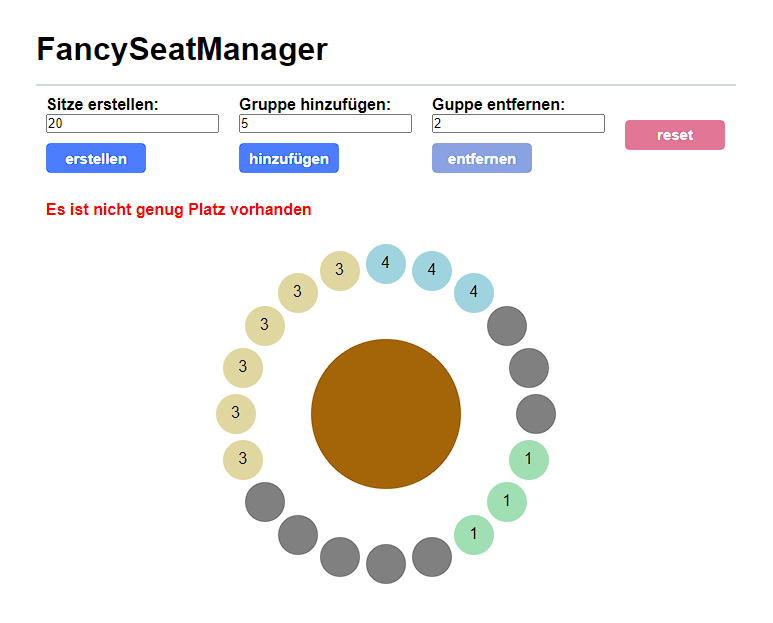 FancySeatManager
Sitze erstellen: Gruppe hinzufügen: Guppe entfernen:
20 5 2
reset
erstellen hinzufügen entfernen
Es ist nicht genug Platz vorhanden
4
3 4
3 4
3
3
3
3 1
1
1